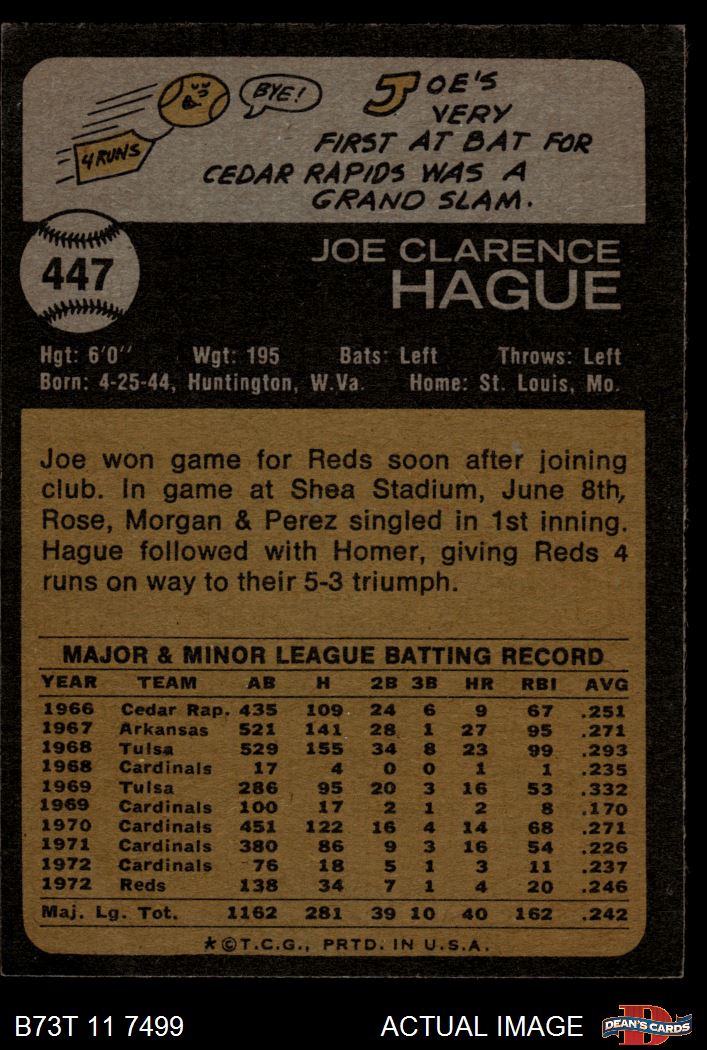 BYE!
4 RUNS
JOE'S
VERY
FIRST AT BAT FOR
CEDAR RAPIDS WAS A
GRAND SLAM.
447
JOE CLARENCE
HAGUE
Hgt: 6'0" Wgt: 195 Bats: Left Throws: Left
Born: 4-25-44, Huntington, W.Va. Home: St. Louis, Mo.
Joe won game for Reds soon after joining
club. In game at Shea Stadium, June 8th,
Rose, Morgan & Perez singled in 1st inning.
Hague followed with Homer, giving Reds 4
runs on way to their 5-3 triumph.
MAJOR & MINOR LEAGUE BATTING RECORD
YEAR TEAM AB H 2B 3B HR RBI AVG
1966 Cedar Rap. 435 109 24 6 9 67 .251
1967 Arkansas 521 141 28 1 27 95 .271
1968 Tulsa 529 155 34 8 23 99 .293
1968 Cardinals 17 4 0 0 1 1 .235
1969 Tulsa 286 95 20 3 16 53 .332
1969 Cardinals 100 17 2 1 2 8 .170
1970 Cardinals 451 122 16 4 14 68 .271
1971 Cardinals 380 86 9 3 16 54 .226
1972 Cardinals 76 18 5 1 3 11 .237
1972 Reds 138 34 7 1 4 20 .246
Maj. Lg. Tot. 1162 281 39 10 40 162 .242
*©T.C.G., PRTD. IN U.S.A.
B73T 11 7499 ACTUAL IMAGE DEAN'S CARDS